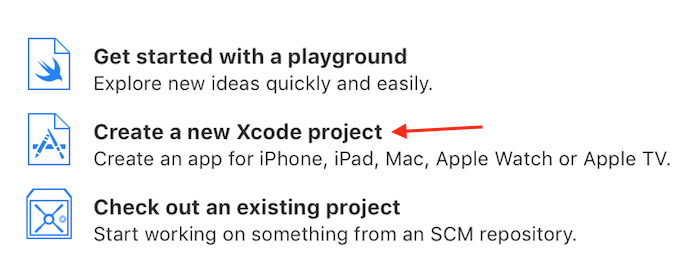 Get started with a playground
Explore new ideas quickly and easily.
Create a new Xcode project
Create an app for iPhone, iPad, Mac, Apple Watch or Apple TV.
Check out an existing project
Start working on something from an SCM repository.